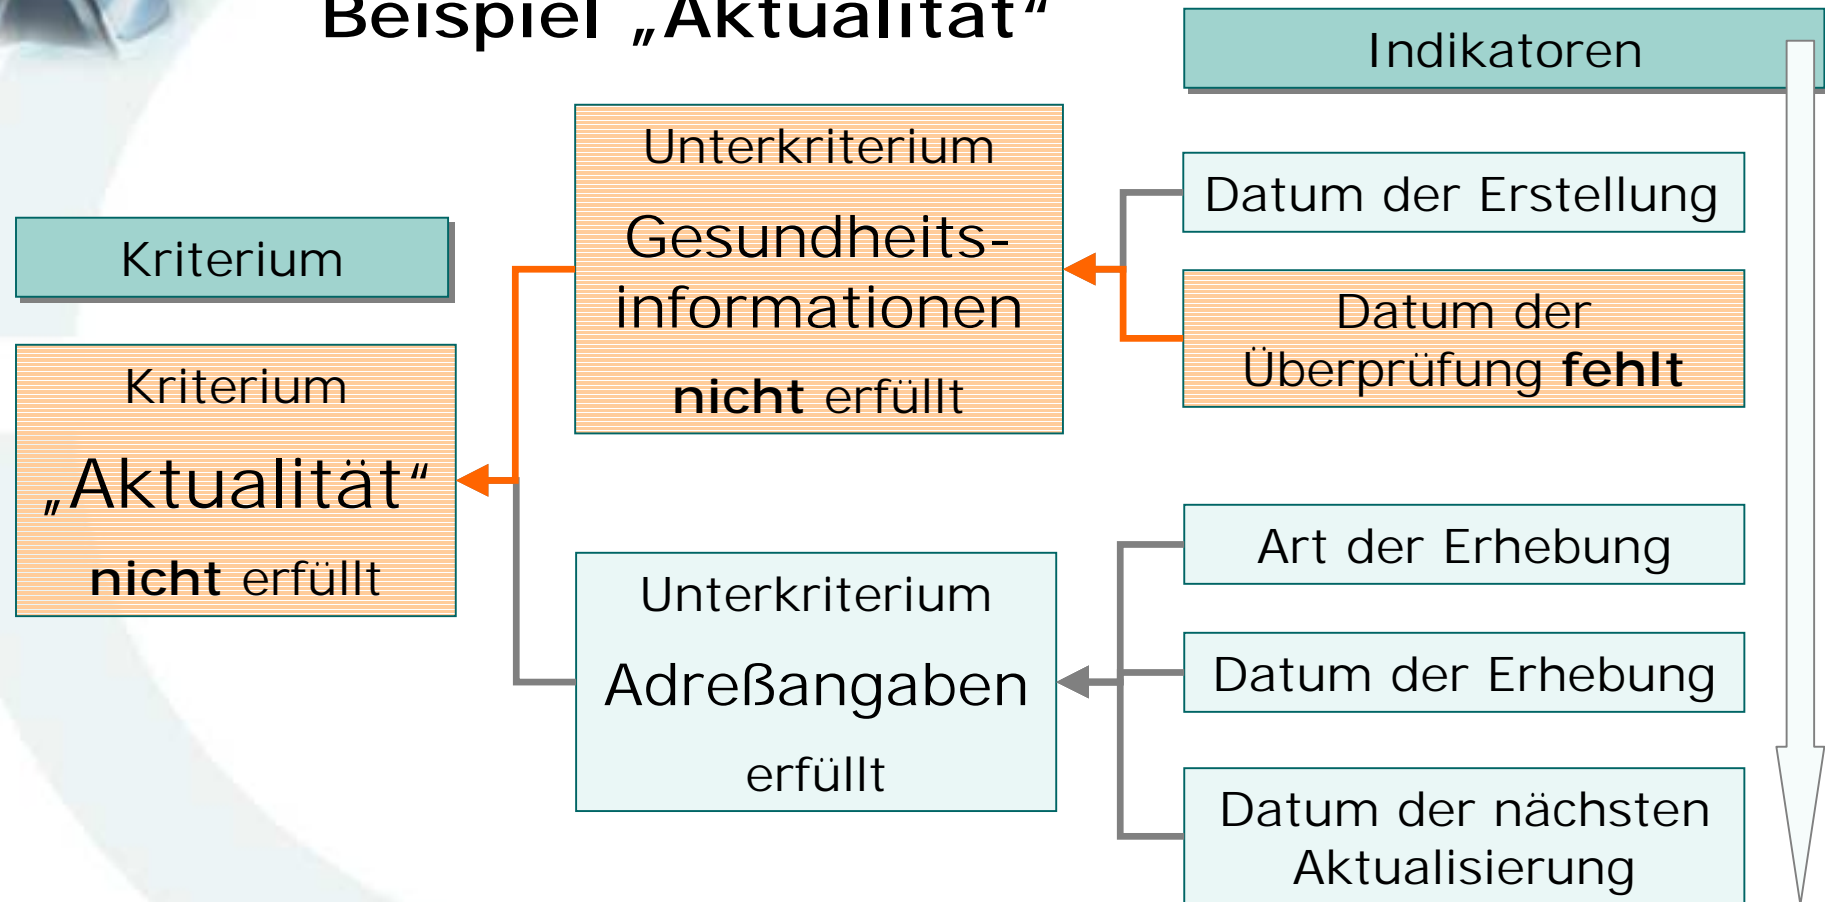 Beispiel „Aktualität“
Indikatoren
Kriterium
Kriterium
„Aktualität“
nicht erfüllt
Unterkriterium
Gesundheits-
informationen
nicht erfüllt
Unterkriterium
Adreßangaben
erfüllt
Datum der Erstellung
Datum der
Überprüfung fehlt
Art der Erhebung
Datum der Erhebung
Datum der nächsten
Aktualisierung